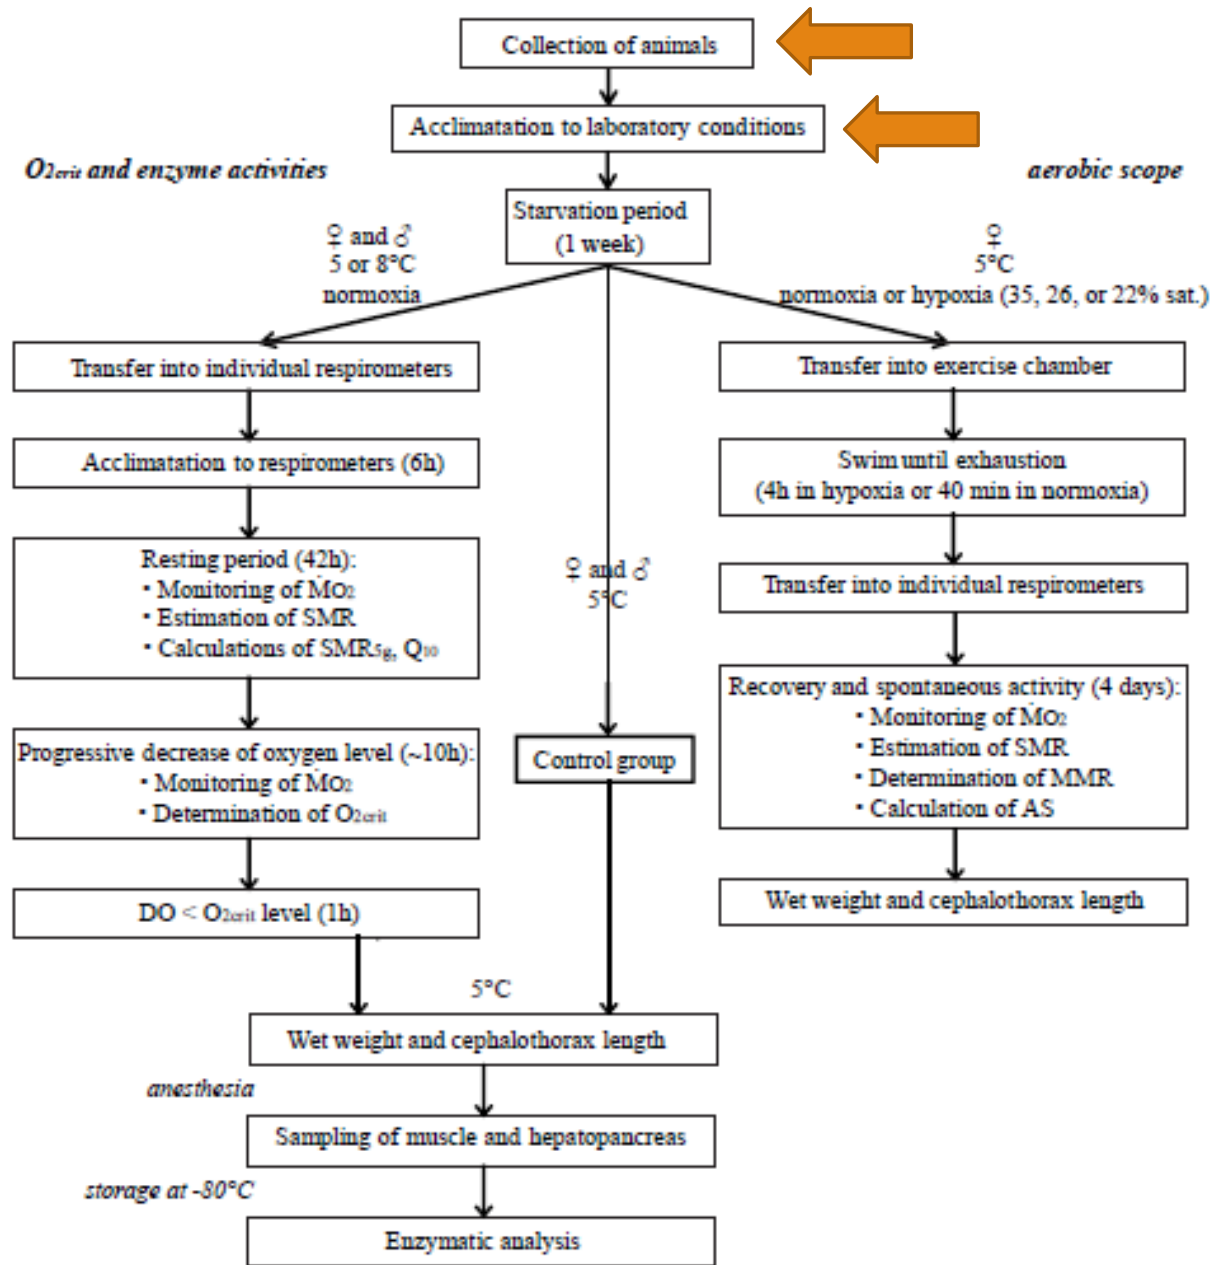 Collection of animals
Acclimatation to laboratory conditions
O2crit and enzyme activities
aerobic scope
Starvation period
(1 week)
♀ and ♂
5 or 8°C
normoxia
♀
5°C
normoxia or hypoxia (35, 26, or 22% sat.)
Transfer into individual respirometers
Acclimatation to respirometers (6h)
Resting period (42h):
· Monitoring of ṀO2
· Estimation of SMR
· Calculations of SMR5g, Q10
Progressive decrease of oxygen level (~10h):
· Monitoring of ṀO2
· Determination of O2crit
DO < O2crit level (1h)
♀ and ♂
5°C
Control group
Transfer into exercise chamber
Swim until exhaustion
(4h in hypoxia or 40 min in normoxia)
Transfer into individual respirometers
Recovery and spontaneous activity (4 days):
· Monitoring of ṀO2
· Estimation of SMR
· Determination of MMR
· Calculation of AS
Wet weight and cephalothorax length
5°C
Wet weight and cephalothorax length
anesthesia
Sampling of muscle and hepatopancreas
storage at -80°C
Enzymatic analysis